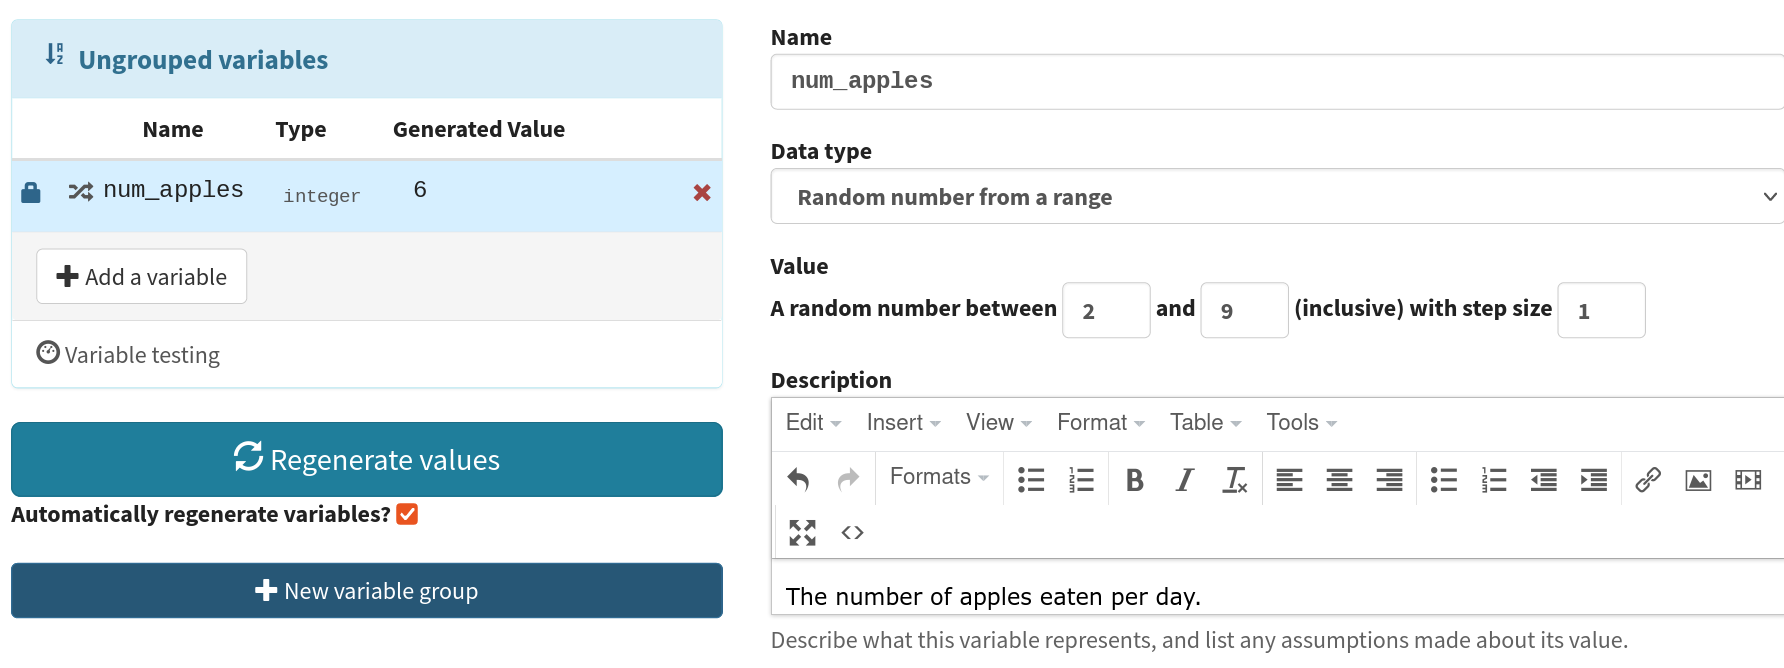 Ungrouped variables
Name Type Generated Value
num_apples integer 6
Add a variable
Variable testing
Regenerate values
Automatically regenerate variables?
New variable group
Name
num_apples
Data type
Random number from a range
Value
A random number between 2 and 9 (inclusive) with step size 1
Description
Edit Insert View Format Table Tools
Formats
The number of apples eaten per day.
Describe what this variable represents, and list any assumptions made about its value.